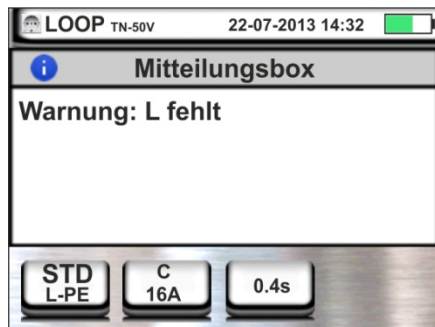 LOOP TN-50V 22-07-2013 14:32
Mitteilungsbox
Warnung: L fehlt
STD C 0.4s
L-PE 16A